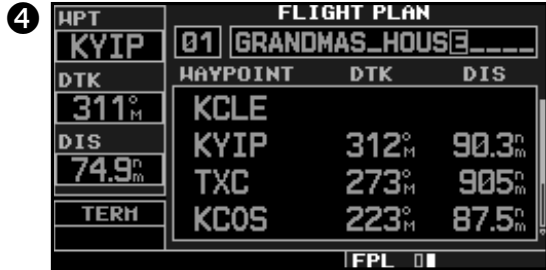 4
WPT
KYIP
DTK
311°M
DIS
74.9nm
TERM
FLIGHT PLAN
01 GRANDMAS_HOUSE____
WAYPOINT DTK DIS
KCLE
KYIP 312°M 90.3nm
TXC 273°M 905nm
KCOS 223°M 87.5nm
FPL